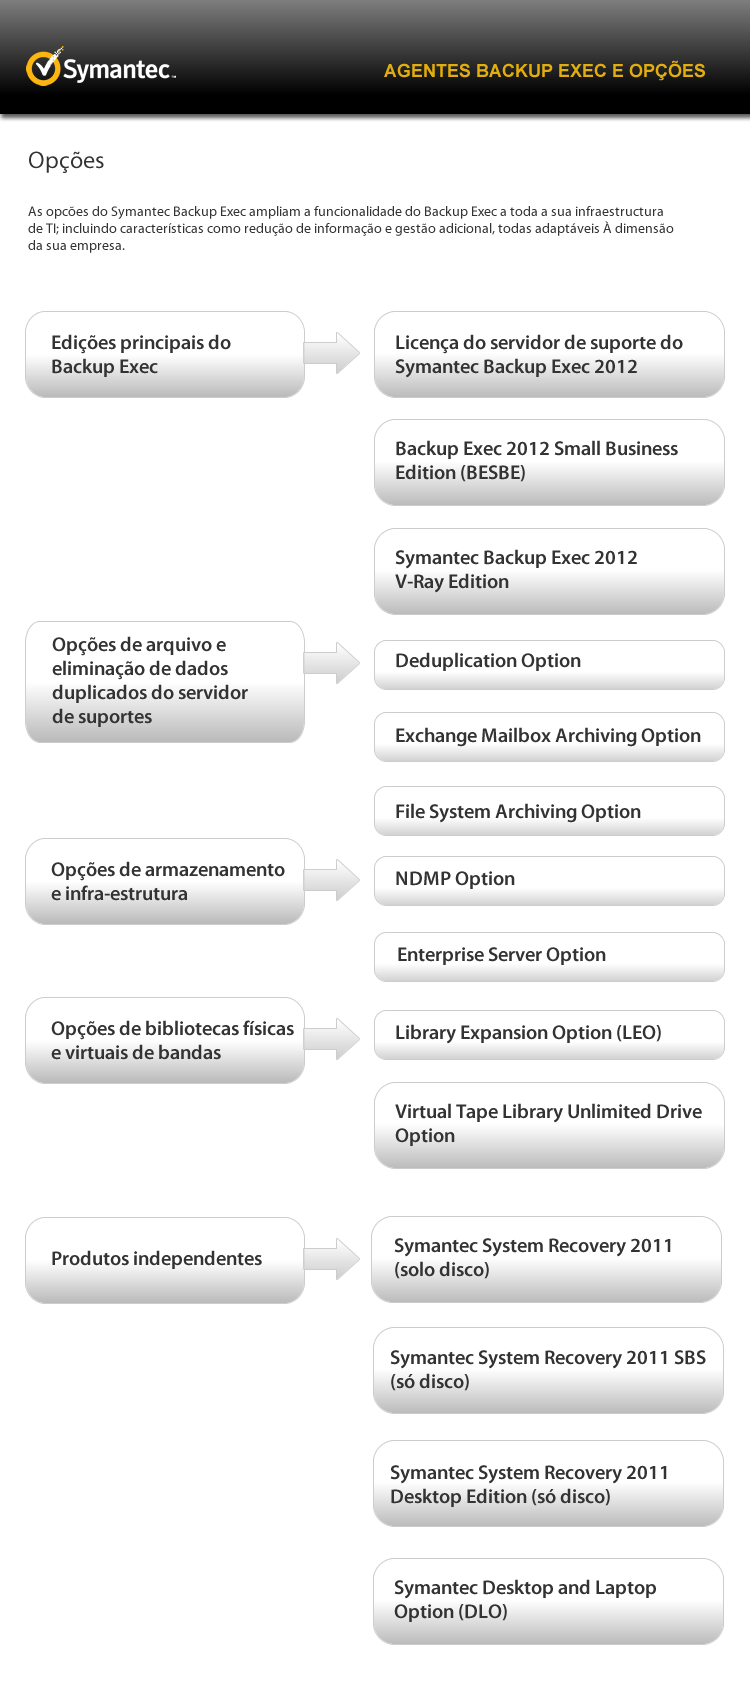 Symantec™
AGENTES BACKUP EXEC E OPÇÕES
Opções
As opcões do Symantec Backup Exec ampliam a funcionalidade do Backup Exec a toda a sua infraestructura
de TI; incluindo características como redução de informação e gestão adicional, todas adaptáveis À dimensão
da sua empresa.
Edições principais do
Backup Exec
Licença do servidor de suporte do
Symantec Backup Exec 2012
Backup Exec 2012 Small Business
Edition (BESBE)
Symantec Backup Exec 2012
V-Ray Edition
Opções de arquivo e
eliminação de dados
duplicados do servidor
de suportes
Deduplication Option
Exchange Mailbox Archiving Option
File System Archiving Option
Opções de armazenamento
e infra-estrutura
NDMP Option
Enterprise Server Option
Opções de bibliotecas físicas
e virtuais de bandas
Library Expansion Option (LEO)
Virtual Tape Library Unlimited Drive
Option
Produtos independentes
Symantec System Recovery 2011
(solo disco)
Symantec System Recovery 2011 SBS
(só disco)
Symantec System Recovery 2011
Desktop Edition (só disco)
Symantec Desktop and Laptop
Option (DLO)